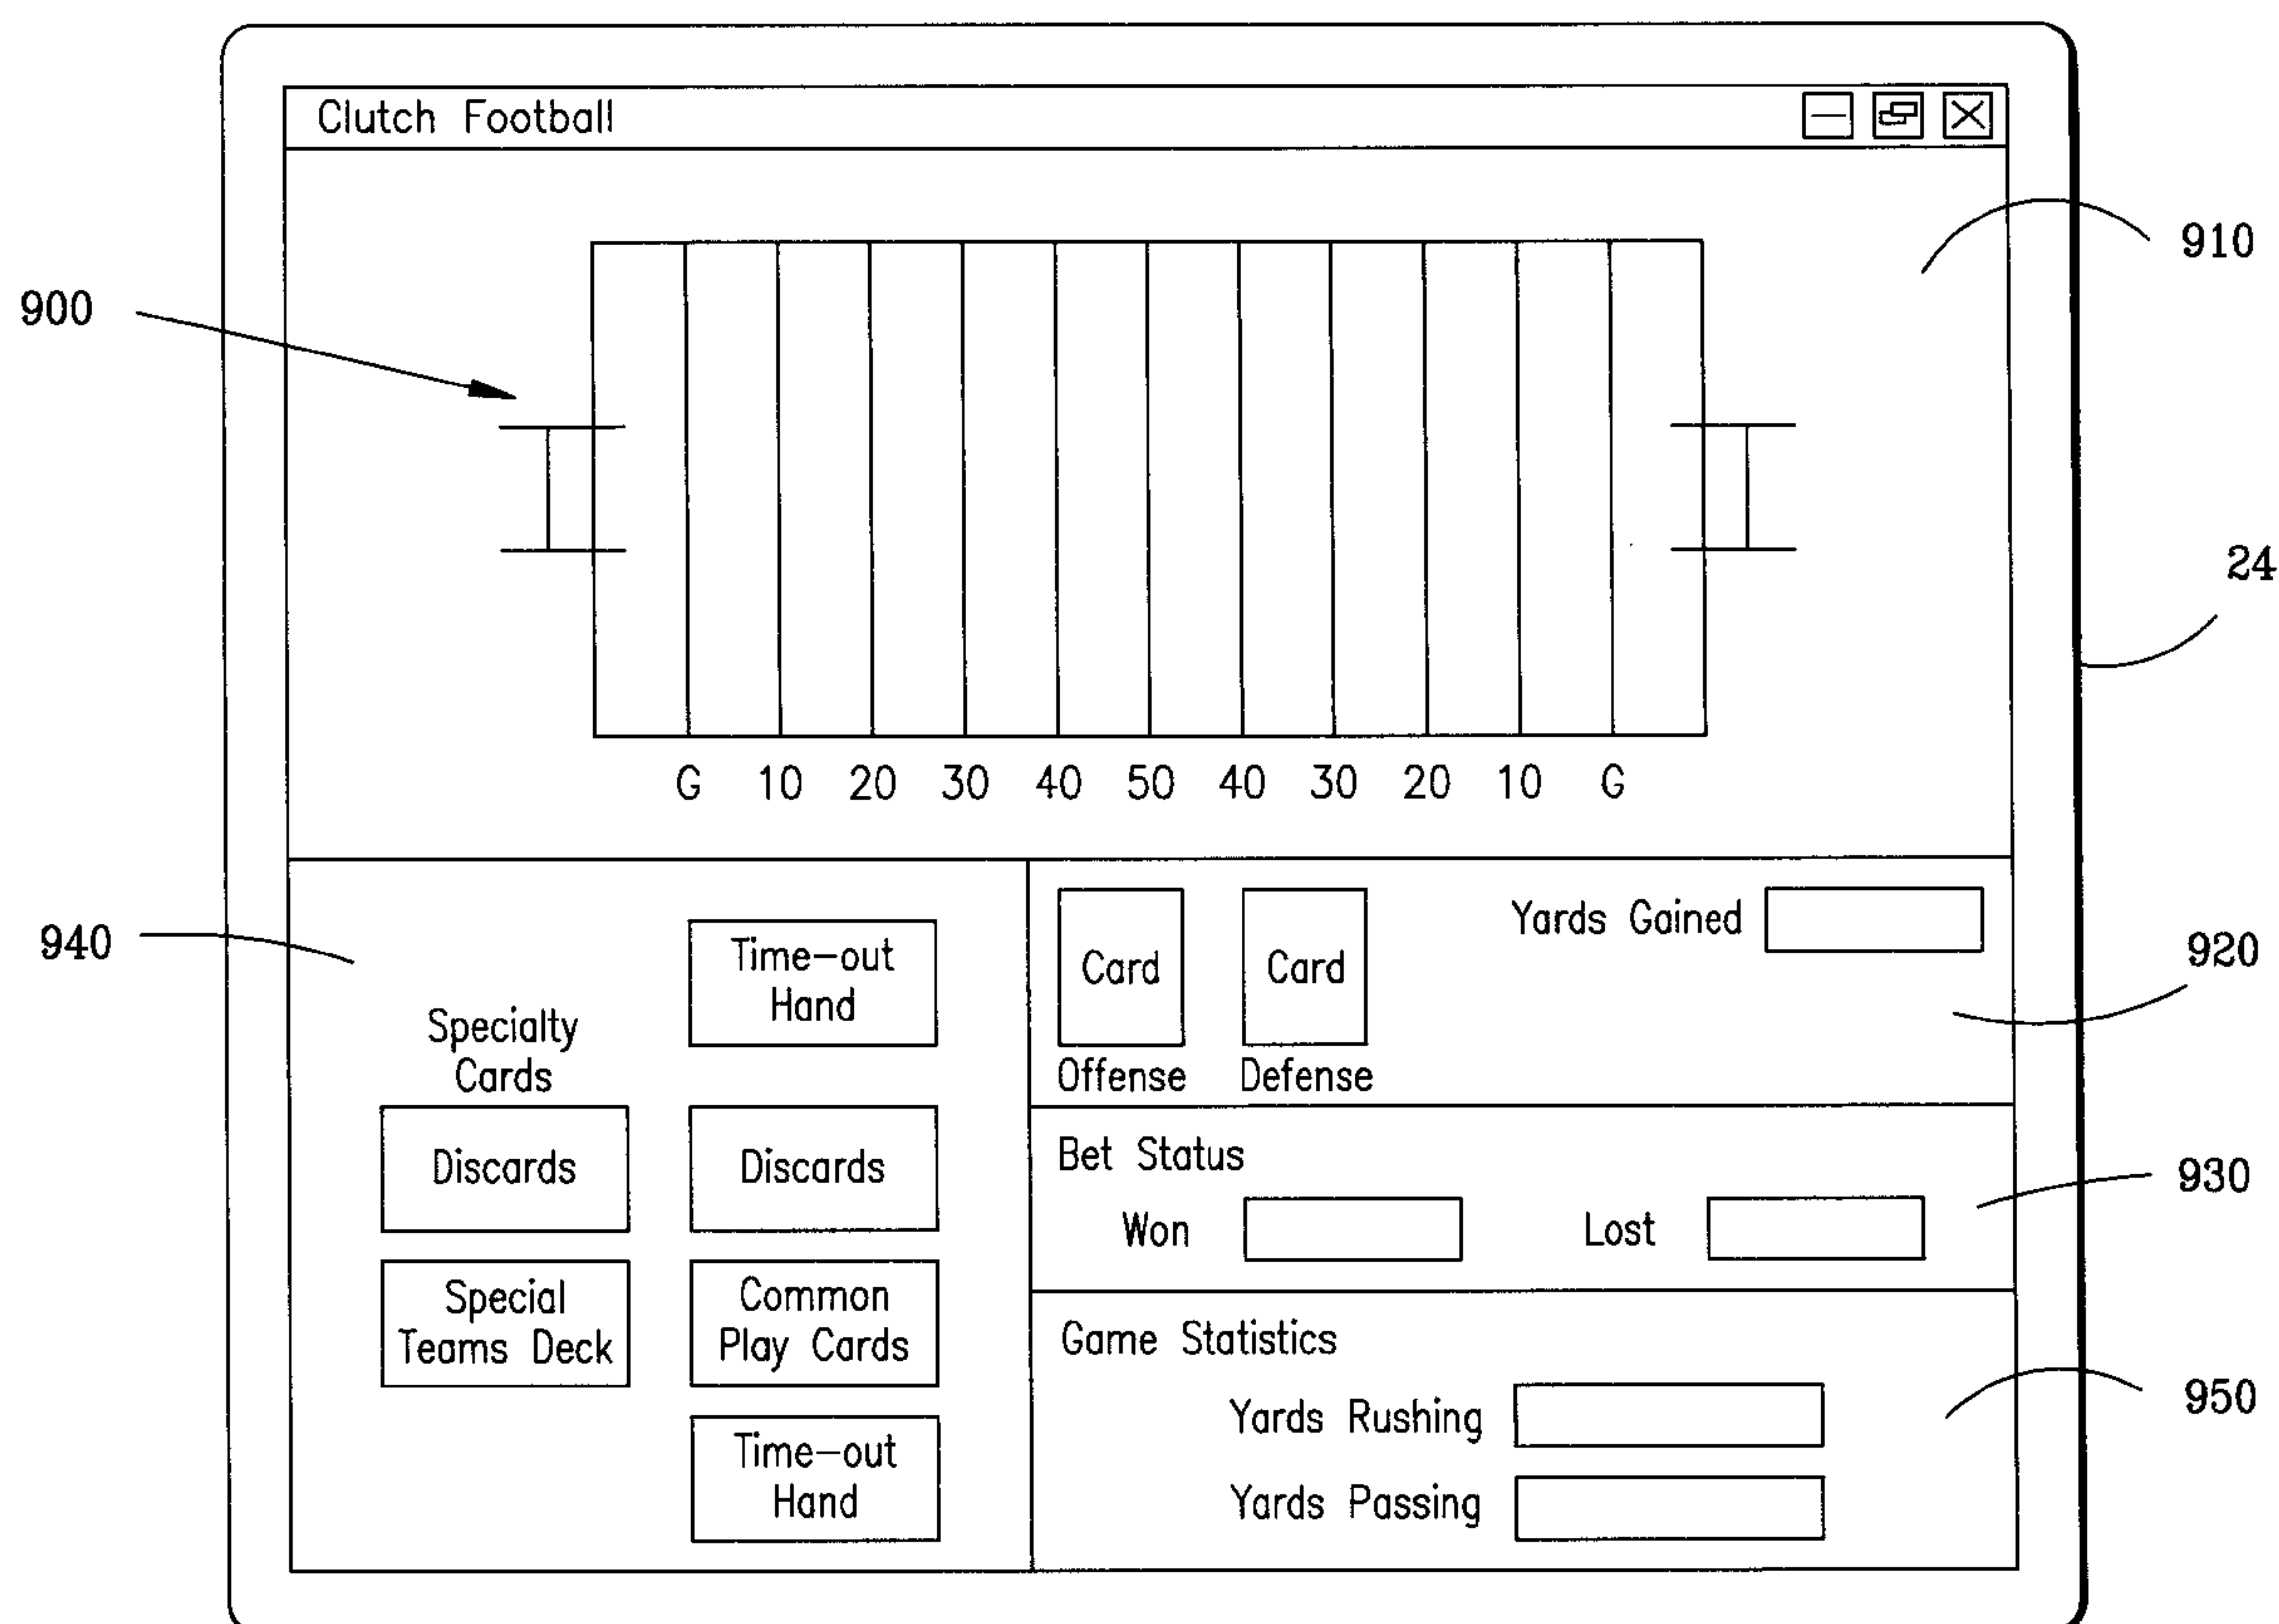 Clutch Football
910
900
24
G 10 20 30 40 50 40 30 20 10 G
940
Time-out
Hand
Specialty
Cards
Discards
Discards
Special
Teams Deck
Common
Play Cards
Time-out
Hand
Card
Card
Yards Gained
Offense
Defense
920
Bet Status
Won
Lost
930
Game Statistics
Yards Rushing
Yards Passing
950